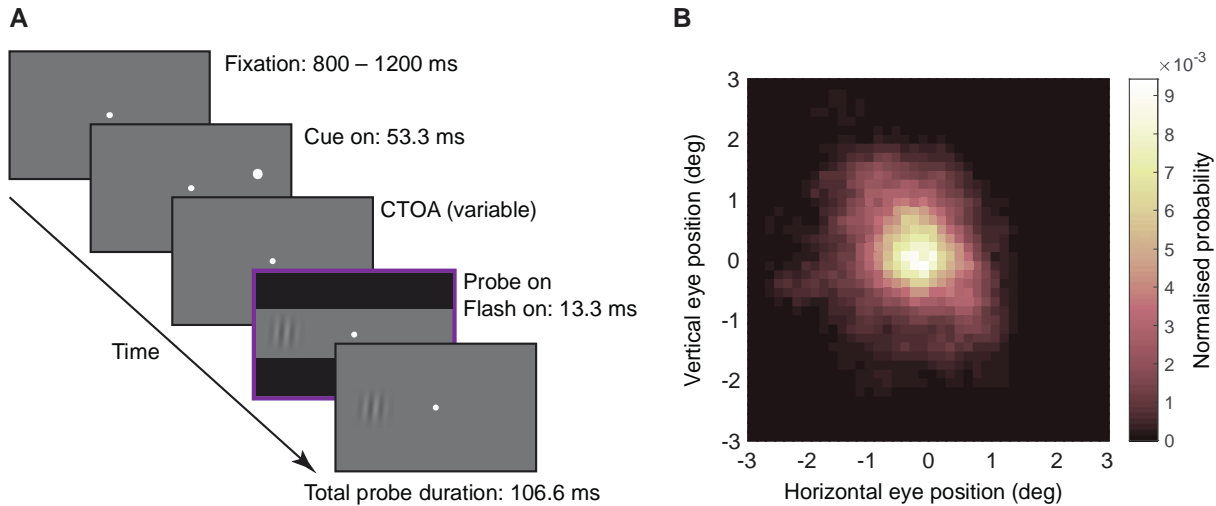 A
Fixation: 800 – 1200 ms
Cue on: 53.3 ms
CTOA (variable)
Probe on
Flash on: 13.3 ms
Time
Total probe duration: 106.6 ms
B
×10⁻³
3
2
1
0
-1
-2
-3
-3
-2
-1
0
1
2
3
Vertical eye position (deg)
Horizontal eye position (deg)
9
8
7
6
5
4
3
2
1
0
Normalised probability